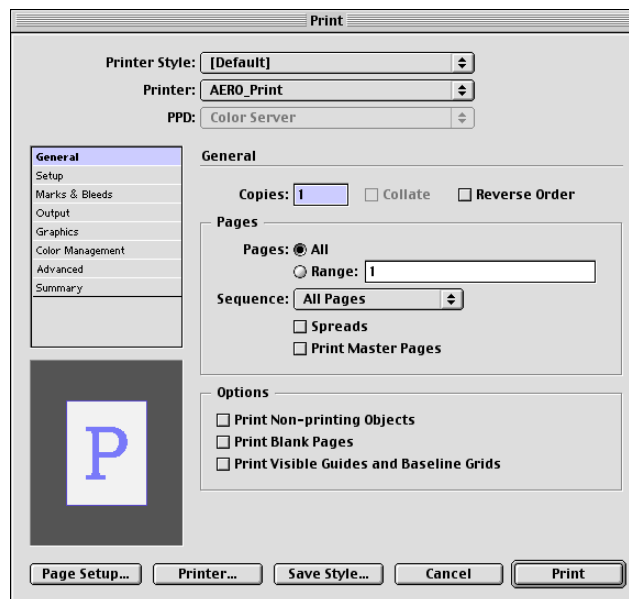 Print
Printer Style: [Default]
Printer: AERO_Print
PPD: Color Server
General
Setup
Marks & Bleeds
Output
Graphics
Color Management
Advanced
Summary
General
Copies: 1 Collate Reverse Order
Pages
Pages: All
Range: 1
Sequence: All Pages
Spreads
Print Master Pages
Options
Print Non-printing Objects
Print Blank Pages
Print Visible Guides and Baseline Grids
P
Page Setup... Printer... Save Style... Cancel Print